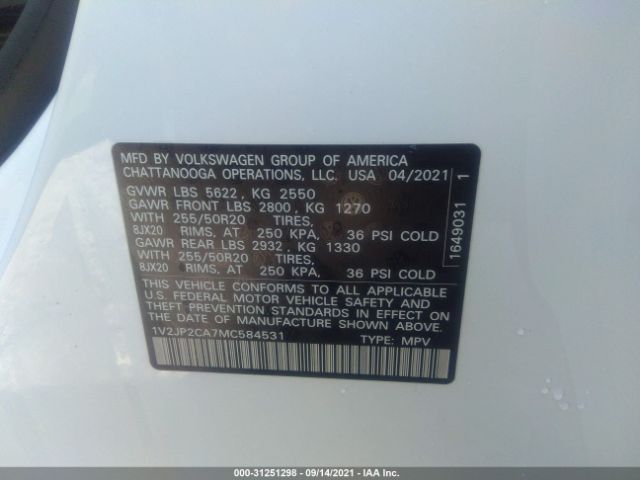 MFD BY VOLKSWAGEN GROUP OF AMERICA
CHATTANOOGA OPERATIONS, LLC. USA 04/2021
GVWR LBS 5622, KG 2550
GAWR FRONT LBS 2800, KG 1270
WITH 255/50R20 TIRES,
8JX20 RIMS, AT 250 KPA, 36 PSI COLD
GAWR REAR LBS 2932, KG 1330
WITH 255/50R20 TIRES,
8JX20 RIMS, AT 250 KPA, 36 PSI COLD
THIS VEHICLE CONFORMS TO ALL APPLICABLE
U.S. FEDERAL MOTOR VEHICLE SAFETY AND
THEFT PREVENTION STANDARDS IN EFFECT ON
THE DATE OF MANUFACTURE SHOWN ABOVE.
1V2JP2CA7MC584531 TYPE: MPV
1649031 1
000-31251298 - 09/14/2021 - IAA Inc.